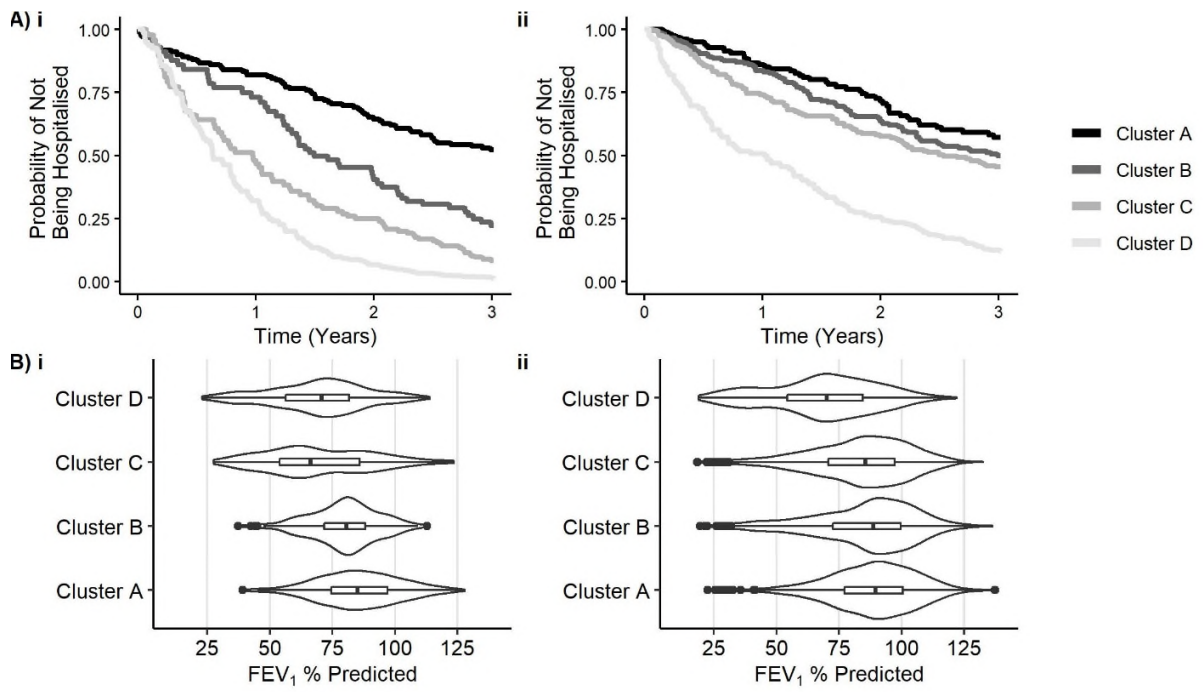 A) i
ii
1.00
0.75
0.50
0.25
0.00
Probability of Not
Being Hospitalised
0 1 2 3
Time (Years)
1.00
0.75
0.50
0.25
0.00
Probability of Not
Being Hospitalised
0 1 2 3
Time (Years)
Cluster A
Cluster B
Cluster C
Cluster D
B) i
ii
Cluster D
Cluster C
Cluster B
Cluster A
25 50 75 100 125
FEV₁ % Predicted
Cluster D
Cluster C
Cluster B
Cluster A
25 50 75 100 125
FEV₁ % Predicted